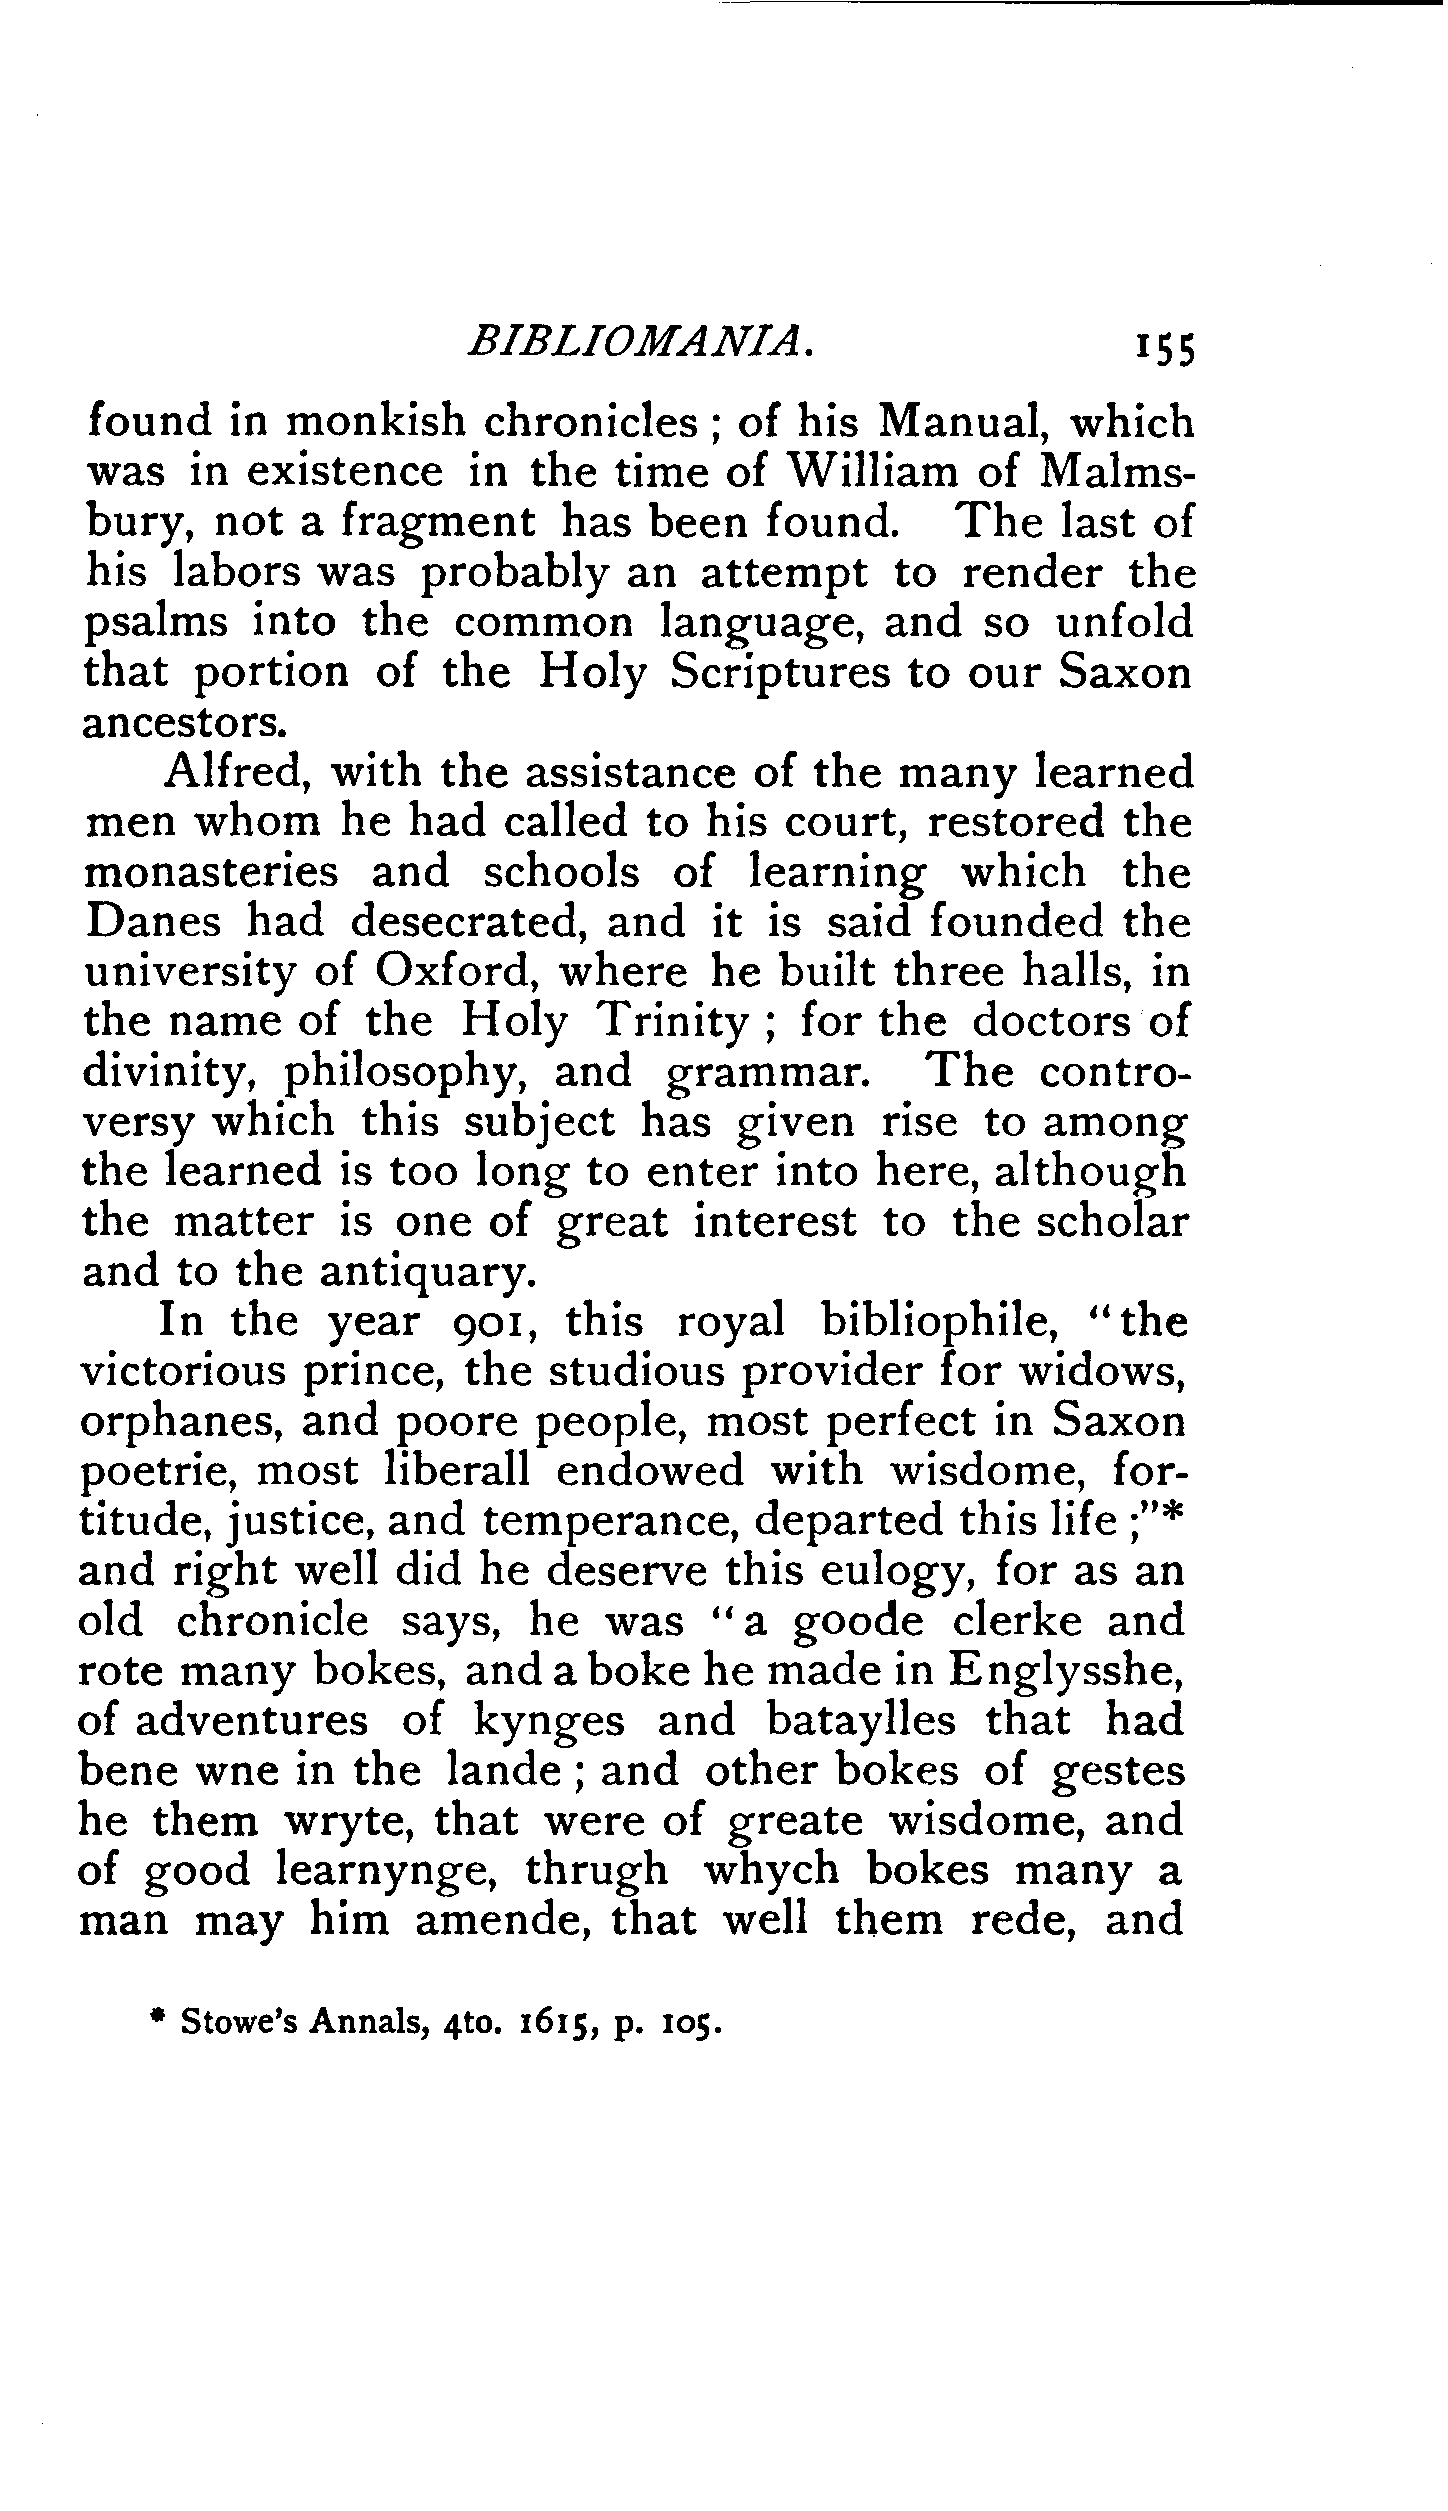 BIBLIOMANIA. 155
found in monkish chronicles ; of his Manual, which
was in existence in the time of William of Malms-
bury, not a fragment has been found. The last of
his labors was probably an attempt to render the
psalms into the common language, and so unfold
that portion of the Holy Scriptures to our Saxon
ancestors.
Alfred, with the assistance of the many learned
men whom he had called to his court, restored the
monasteries and schools of learning which the
Danes had desecrated, and it is said founded the
university of Oxford, where he built three halls, in
the name of the Holy Trinity ; for the doctors of
divinity, philosophy, and grammar. The contro-
versy which this subject has given rise to among
the learned is too long to enter into here, although
the matter is one of great interest to the scholar
and to the antiquary.
In the year 901, this royal bibliophile, "the
victorious prince, the studious provider for widows,
orphanes, and poore people, most perfect in Saxon
poetrie, most liberall endowed with wisdome, for-
titude, justice, and temperance, departed this life ;"*
and right well did he deserve this eulogy, for as an
old chronicle says, he was "a goode clerke and
rote many bokes, and a boke he made in Englysshe,
of adventures of kynges and bataylles that had
bene wne in the lande ; and other bokes of gestes
he them wryte, that were of greate wisdome, and
of good learnynge, thrugh whych bokes many a
man may him amende, that well them rede, and
* Stowe's Annals, 4to. 1615, p. 105.